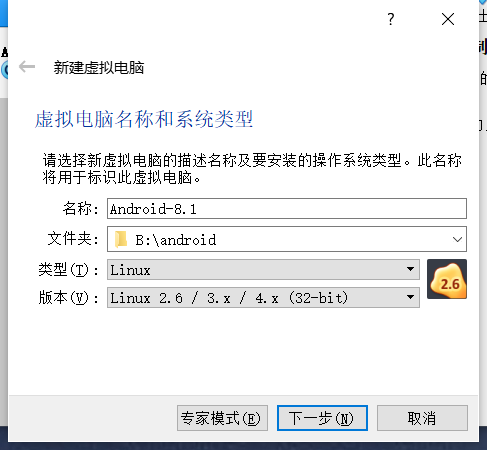 ?
新建虚拟电脑
虚拟电脑名称和系统类型
请选择新虚拟电脑的描述名称及要安装的操作系统类型。此名称
将用于标识此虚拟电脑。
名称: Android-8.1
文件夹: B:\android
类型(T): Linux
版本(V): Linux 2.6 / 3.x / 4.x (32-bit)
2.6
专家模式(E) 下一步(N) 取消